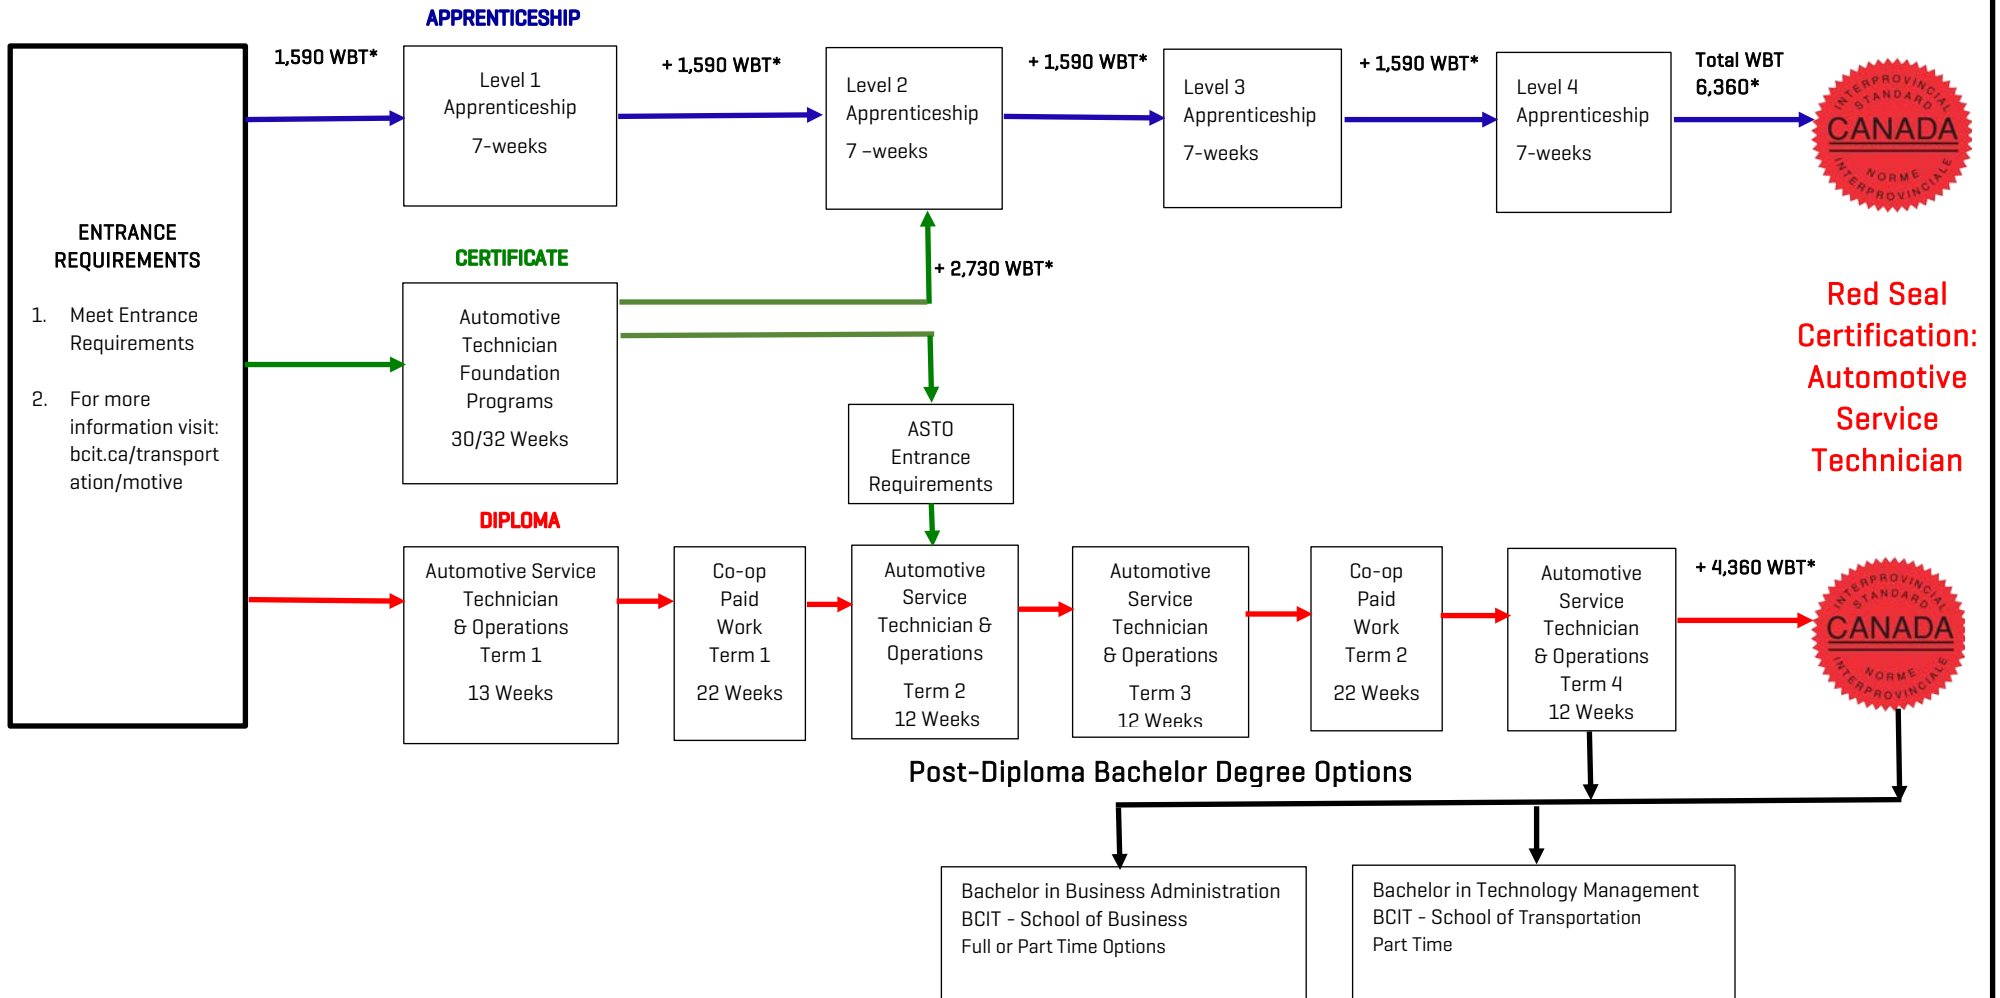 APPRENTICESHIP
1,590 WBT*
Level 1
Apprenticeship
7-weeks
+ 1,590 WBT*
Level 2
Apprenticeship
7 –weeks
+ 1,590 WBT*
Level 3
Apprenticeship
7-weeks
+ 1,590 WBT*
Level 4
Apprenticeship
7-weeks
Total WBT
6,360*
INTERPROVINCIAL
STANDARD
CANADA
NORME
INTERPROVINCIALE
ENTRANCE
REQUIREMENTS
1. Meet Entrance
Requirements
2. For more
information visit:
bcit.ca/transport
ation/motive
CERTIFICATE
Automotive
Technician
Foundation
Programs
30/32 Weeks
+ 2,730 WBT*
ASTO
Entrance
Requirements
Red Seal
Certification:
Automotive
Service
Technician
DIPLOMA
Automotive Service
Technician
& Operations
Term 1
13 Weeks
Co-op
Paid
Work
Term 1
22 Weeks
Automotive
Service
Technician &
Operations
Term 2
12 Weeks
Automotive
Service
Technician
& Operations
Term 3
12 Weeks
Co-op
Paid
Work
Term 2
22 Weeks
Automotive
Service
Technician
& Operations
Term 4
12 Weeks
+ 4,360 WBT*
INTERPROVINCIAL
STANDARD
CANADA
NORME
INTERPROVINCIALE
Post-Diploma Bachelor Degree Options
Bachelor in Business Administration
BCIT - School of Business
Full or Part Time Options
Bachelor in Technology Management
BCIT - School of Transportation
Part Time